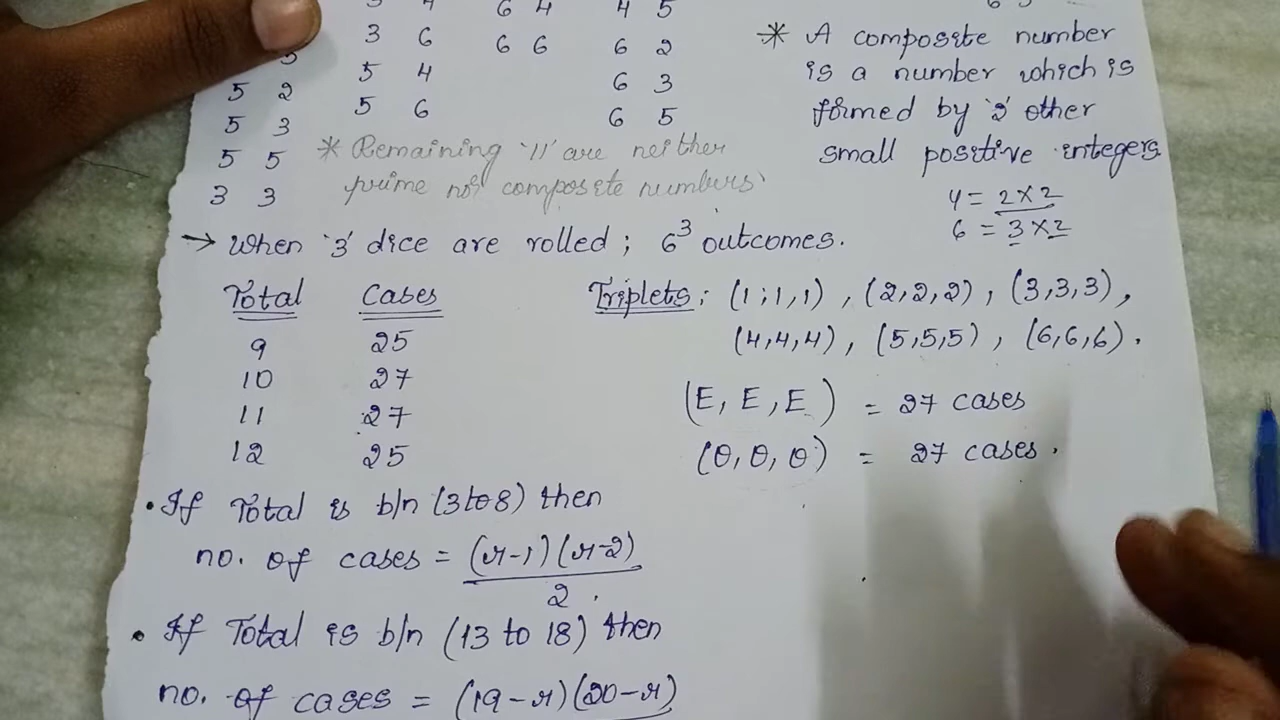 3 4 6 4 4 5
3 6 6 6 6 2
5 4 6 3
5 6 6 5
5 2
5 3
5 5
3 3
* Remaining '11' are neither
prime nor composite numbers
* A composite number
is a number which is
formed by '2' other
small positive integers
4 = 2×2
6 = 3×2
→ When '3' dice are rolled; 6³ outcomes.
Total Cases
9 25
10 27
11 27
12 25
Triplets: (1,1,1), (2,2,2), (3,3,3),
(4,4,4), (5,5,5), (6,6,6).
(E, E, E) = 27 cases
(O, O, O) = 27 cases.
• If Total is b/n (3 to 8) then
no. of cases = (r-1)(r-2)
2.
• If Total is b/n (13 to 18) then
no. of cases = (19-r)(20-r)